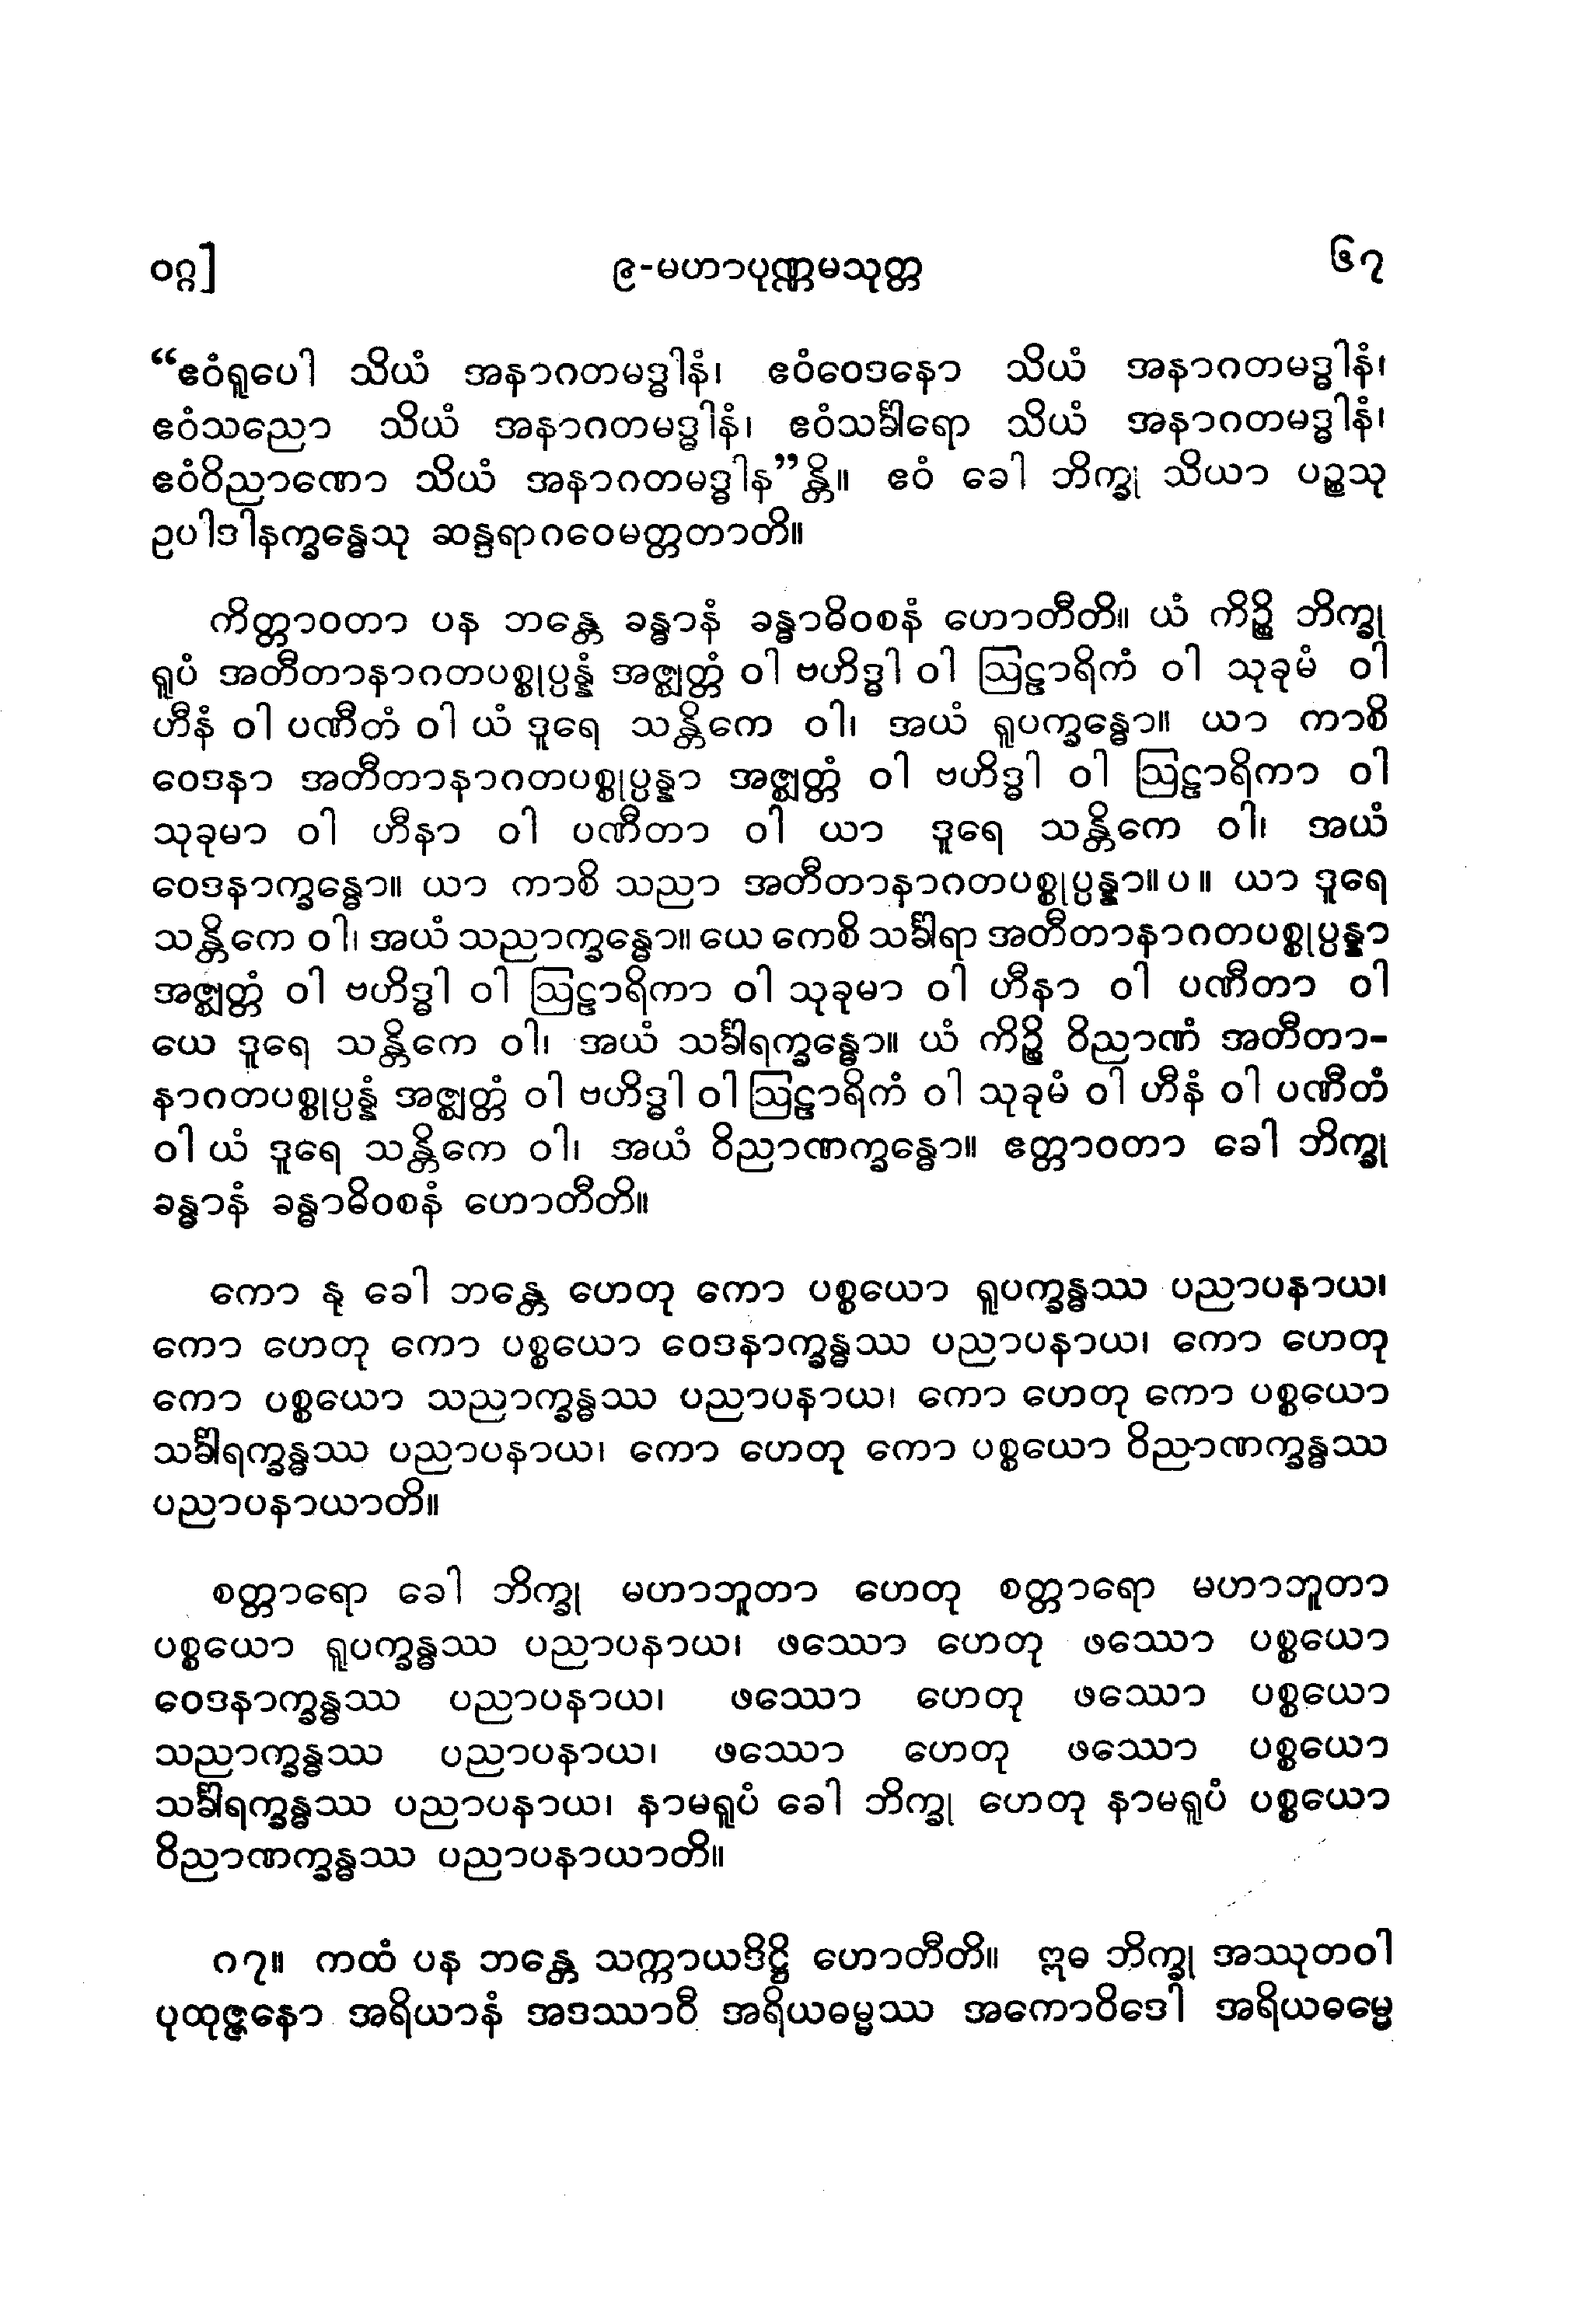 ၀ဂ္ဂ] ၉-မဟာပုဏ္ဏမသုတ္တ ၆၇
“ဧဝံရူပေါ သိယံ အနာဂတမဒ္ဓါနံ၊ ဧဝံဝေဒနော သိယံ အနာဂတမဒ္ဓါနံ၊
ဧဝံသညော သိယံ အနာဂတမဒ္ဓါနံ၊ ဧဝံသင်္ခါရော သိယံ အနာဂတမဒ္ဓါနံ၊
ဧဝံဝိညာဏော သိယံ အနာဂတမဒ္ဓါန”န္တိ။ ဧဝံ ခေါ ဘိက္ခု သိယာ ပဉ္စသု
ဥပါဒါနက္ခန္ဓေသု ဆန္ဒရာဂဝေမတ္တတာတိ။
ကိတ္တာဝတာ ပန ဘန္တေ ခန္ဓာနံ ခန္ဓာဓိဝစနံ ဟောတီတိ။ ယံ ကိဉ္စိ ဘိက္ခု
ရူပံ အတီတာနာဂတပစ္စုပ္ပန္နံ အဇ္ဈတ္တံ ဝါ ဗဟိဒ္ဓါ ဝါ ဩဠာရိကံ ဝါ သုခုမံ ဝါ
ဟီနံ ဝါ ပဏီတံ ဝါ ယံ ဒူရေ သန္တိကေ ဝါ၊ အယံ ရူပက္ခန္ဓော။ ယာ ကာစိ
ဝေဒနာ အတီတာနာဂတပစ္စုပ္ပန္နာ အဇ္ဈတ္တံ ဝါ ဗဟိဒ္ဓါ ဝါ ဩဠာရိကာ ဝါ
သုခုမာ ဝါ ဟီနာ ဝါ ပဏီတာ ဝါ ယာ ဒူရေ သန္တိကေ ဝါ၊ အယံ
ဝေဒနာက္ခန္ဓော။ ယာ ကာစိ သညာ အတီတာနာဂတပစ္စုပ္ပန္နာ။ပ။ ယာ ဒူရေ
သန္တိကေ ဝါ၊ အယံ သညာက္ခန္ဓော။ ယေ ကေစိ သင်္ခါရာ အတီတာနာဂတပစ္စုပ္ပန္နာ
အဇ္ဈတ္တံ ဝါ ဗဟိဒ္ဓါ ဝါ ဩဠာရိကာ ဝါ သုခုမာ ဝါ ဟီနာ ဝါ ပဏီတာ ဝါ
ယေ ဒူရေ သန္တိကေ ဝါ၊ အယံ သင်္ခါရက္ခန္ဓော။ ယံ ကိဉ္စိ ဝိညာဏံ အတီတာ-
နာဂတပစ္စုပ္ပန္နံ အဇ္ဈတ္တံ ဝါ ဗဟိဒ္ဓါ ဝါ ဩဠာရိကံ ဝါ သုခုမံ ဝါ ဟီနံ ဝါ ပဏီတံ
ဝါ ယံ ဒူရေ သန္တိကေ ဝါ၊ အယံ ဝိညာဏက္ခန္ဓော။ ဧတ္တာဝတာ ခေါ ဘိက္ခု
ခန္ဓာနံ ခန္ဓာဓိဝစနံ ဟောတီတိ။
ကော နု ခေါ ဘန္တေ ဟေတု ကော ပစ္စယော ရူပက္ခန္ဓဿ ပညာပနာယ၊
ကော ဟေတု ကော ပစ္စယော ဝေဒနာက္ခန္ဓဿ ပညာပနာယ၊ ကော ဟေတု
ကော ပစ္စယော သညာက္ခန္ဓဿ ပညာပနာယ၊ ကော ဟေတု ကော ပစ္စယော
သင်္ခါရက္ခန္ဓဿ ပညာပနာယ၊ ကော ဟေတု ကော ပစ္စယော ဝိညာဏက္ခန္ဓဿ
ပညာပနာယာတိ။
စတ္တာရော ခေါ ဘိက္ခု မဟာဘူတာ ဟေတု စတ္တာရော မဟာဘူတာ
ပစ္စယော ရူပက္ခန္ဓဿ ပညာပနာယ၊ ဖဿော ဟေတု ဖဿော ပစ္စယော
ဝေဒနာက္ခန္ဓဿ ပညာပနာယ၊ ဖဿော ဟေတု ဖဿော ပစ္စယော
သညာက္ခန္ဓဿ ပညာပနာယ၊ ဖဿော ဟေတု ဖဿော ပစ္စယော
သင်္ခါရက္ခန္ဓဿ ပညာပနာယ၊ နာမရူပံ ခေါ ဘိက္ခု ဟေတု နာမရူပံ ပစ္စယော
ဝိညာဏက္ခန္ဓဿ ပညာပနာယာတိ။
၈၇။ ကထံ ပန ဘန္တေ သက္ကာယဒိဋ္ဌိ ဟောတီတိ။ ဣဓ ဘိက္ခု အဿုတဝါ
ပုထုဇ္ဇနော အရိယာနံ အဒဿာဝီ အရိယဓမ္မဿ အကောဝိဒေါ အရိယဓမ္မေ